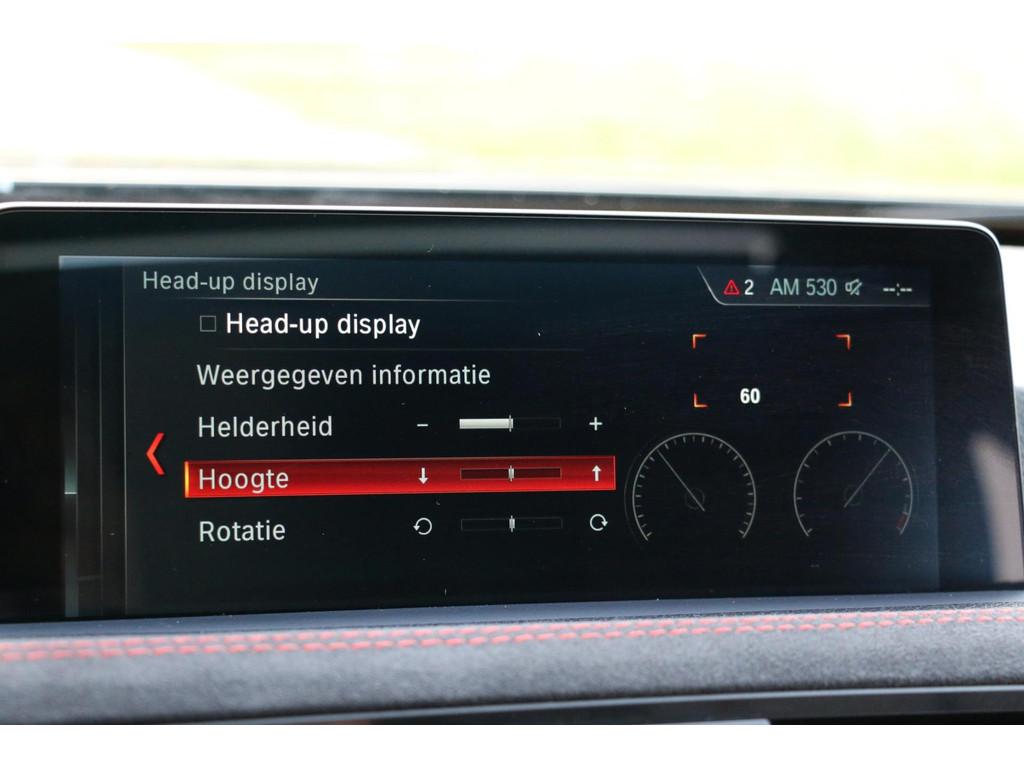 Head-up display
2 AM 530 --:--
Head-up display
Weergegeven informatie
60
Helderheid - +
Hoogte
Rotatie